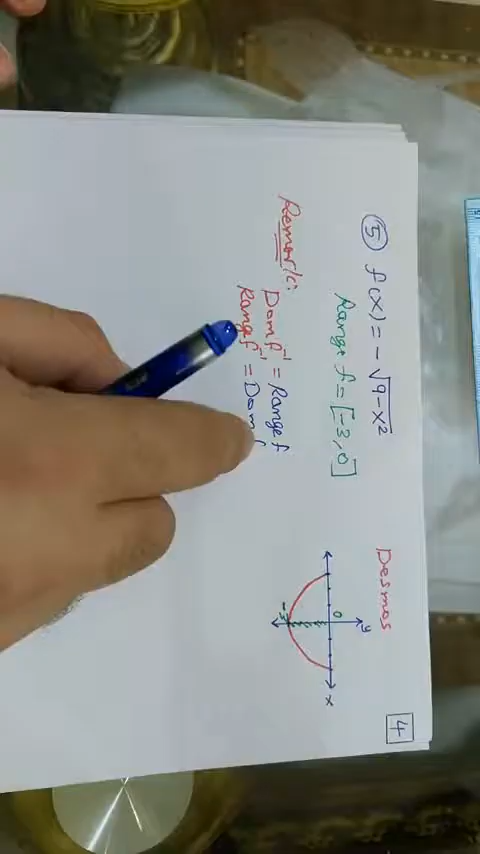 4
⑤ f(x) = -√9-x²
Desmos
Range f = [-3, 0]
y
0
x
-3
Remark:
Dom f⁻¹ = Range f
Range f⁻¹ = Dom f